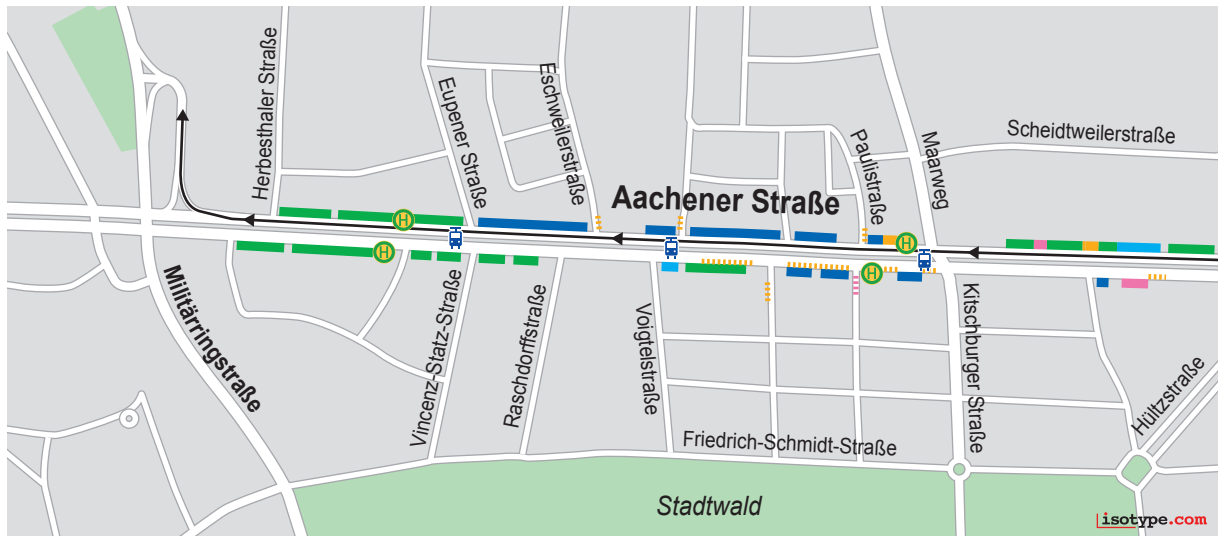 Herbesthaler Straße
Eupener Straße
Eschweilerstraße
Paulistraße
Maarweg
Scheidtweilerstraße
Aachener Straße
H
H
H
H
Militärringstraße
Vincenz-Statz-Straße
Raschdorffstraße
Voigtelstraße
Kitschburger Straße
Hültzstraße
Friedrich-Schmidt-Straße
Stadtwald
isotype.com